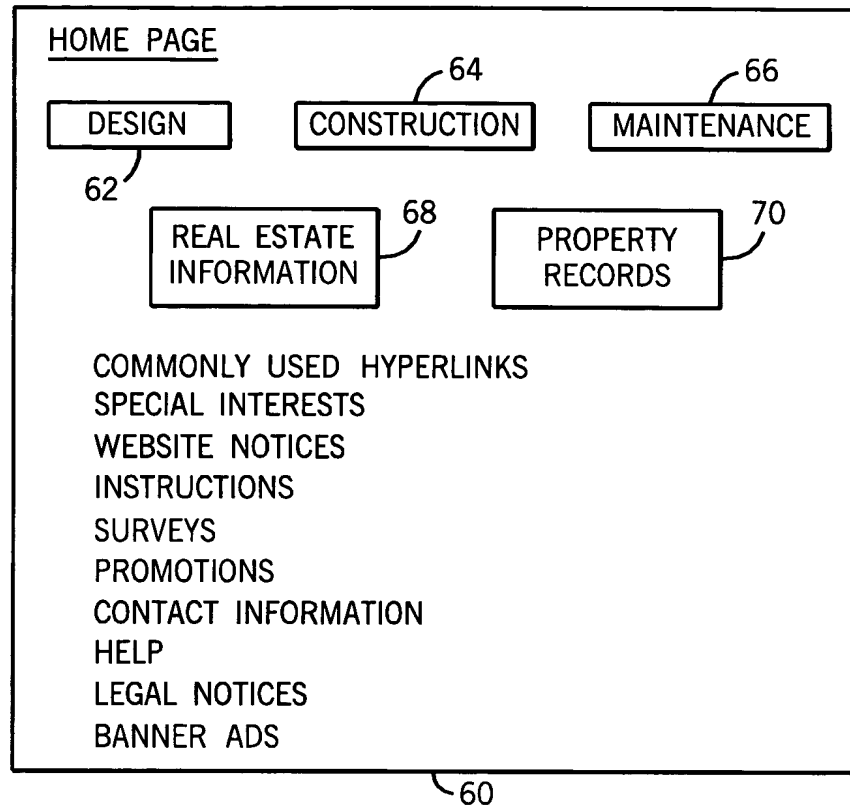 HOME PAGE
64
66
DESIGN
CONSTRUCTION
MAINTENANCE
62
68
70
REAL ESTATE
INFORMATION
PROPERTY
RECORDS
COMMONLY USED HYPERLINKS
SPECIAL INTERESTS
WEBSITE NOTICES
INSTRUCTIONS
SURVEYS
PROMOTIONS
CONTACT INFORMATION
HELP
LEGAL NOTICES
BANNER ADS
60